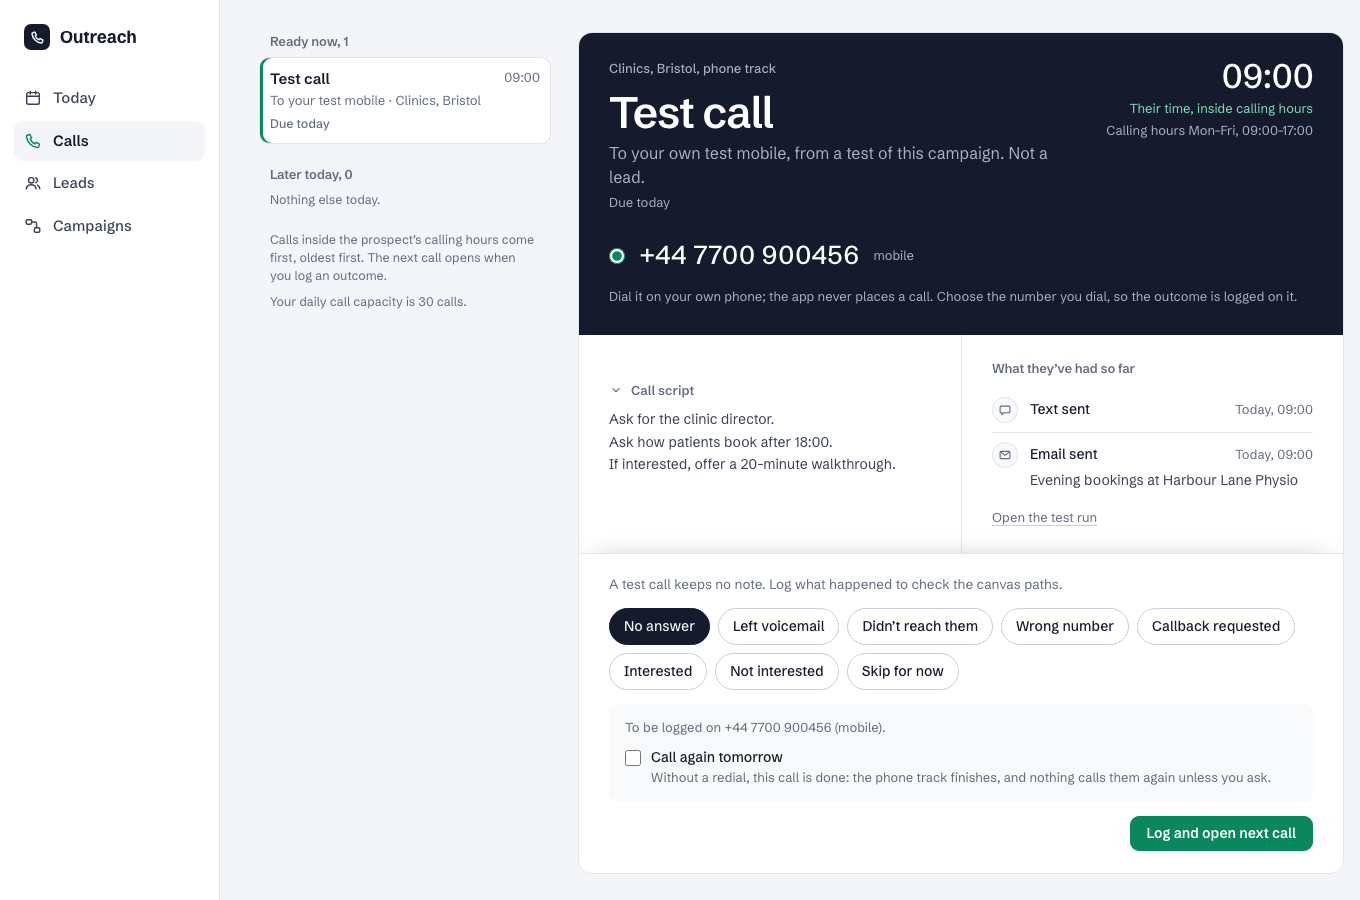 Outreach
Today
Calls
Leads
Campaigns
Ready now, 1
Test call
09:00
To your test mobile · Clinics, Bristol
Due today
Later today, 0
Nothing else today.
Calls inside the prospect’s calling hours come
first, oldest first. The next call opens when
you log an outcome.
Your daily call capacity is 30 calls.
Clinics, Bristol, phone track
Test call
To your own test mobile, from a test of this campaign. Not a
lead.
Due today
09:00
Their time, inside calling hours
Calling hours Mon–Fri, 09:00–17:00
+44 7700 900456 mobile
Dial it on your own phone; the app never places a call. Choose the number you dial, so the outcome is logged on it.
Call script
Ask for the clinic director.
Ask how patients book after 18:00.
If interested, offer a 20-minute walkthrough.
What they’ve had so far
Text sent
Today, 09:00
Email sent
Today, 09:00
Evening bookings at Harbour Lane Physio
Open the test run
A test call keeps no note. Log what happened to check the canvas paths.
No answer
Left voicemail
Didn’t reach them
Wrong number
Callback requested
Interested
Not interested
Skip for now
To be logged on +44 7700 900456 (mobile).
Call again tomorrow
Without a redial, this call is done: the phone track finishes, and nothing calls them again unless you ask.
Log and open next call